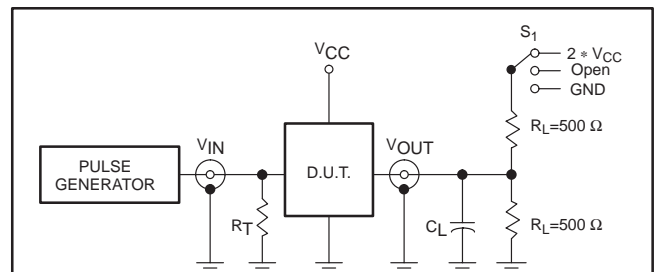 S1
2 * VCC
Open
GND
VCC
RL=500 Ω
VIN
VOUT
PULSE
GENERATOR
D.U.T.
RT
CL
RL=500 Ω